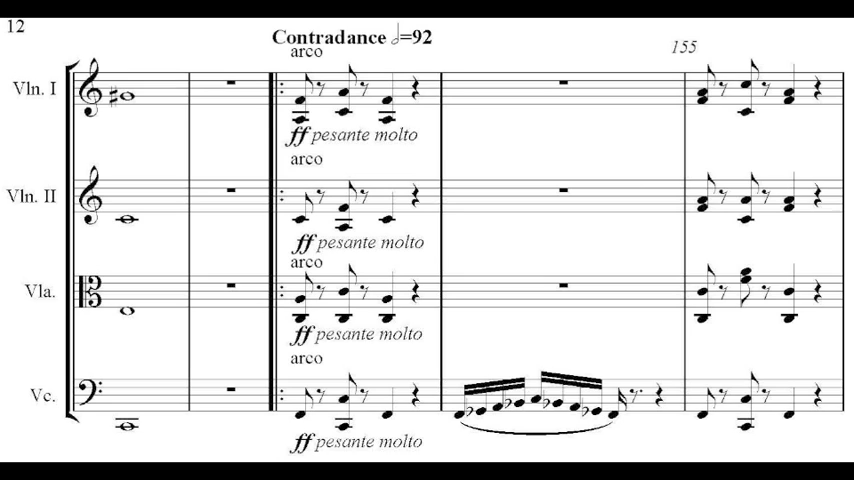 12
Contradance 𝅗𝅥=92
155
Vln. I
arco
ff pesante molto
Vln. II
arco
ff pesante molto
Vla.
arco
ff pesante molto
Vc.
arco
ff pesante molto